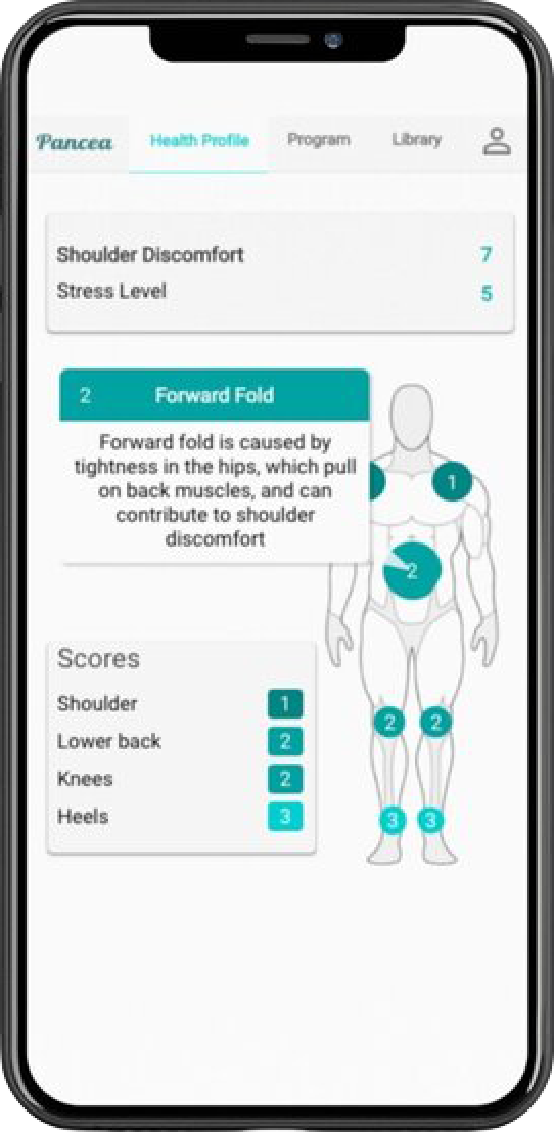 Pancea Health Profile Program Library
Shoulder Discomfort 7
Stress Level 5
2 Forward Fold
Forward fold is caused by
tightness in the hips, which pull
on back muscles, and can
contribute to shoulder
discomfort
1
2
Scores
Shoulder 1
Lower back 2
Knees 2
Heels 3
2 2
3 3